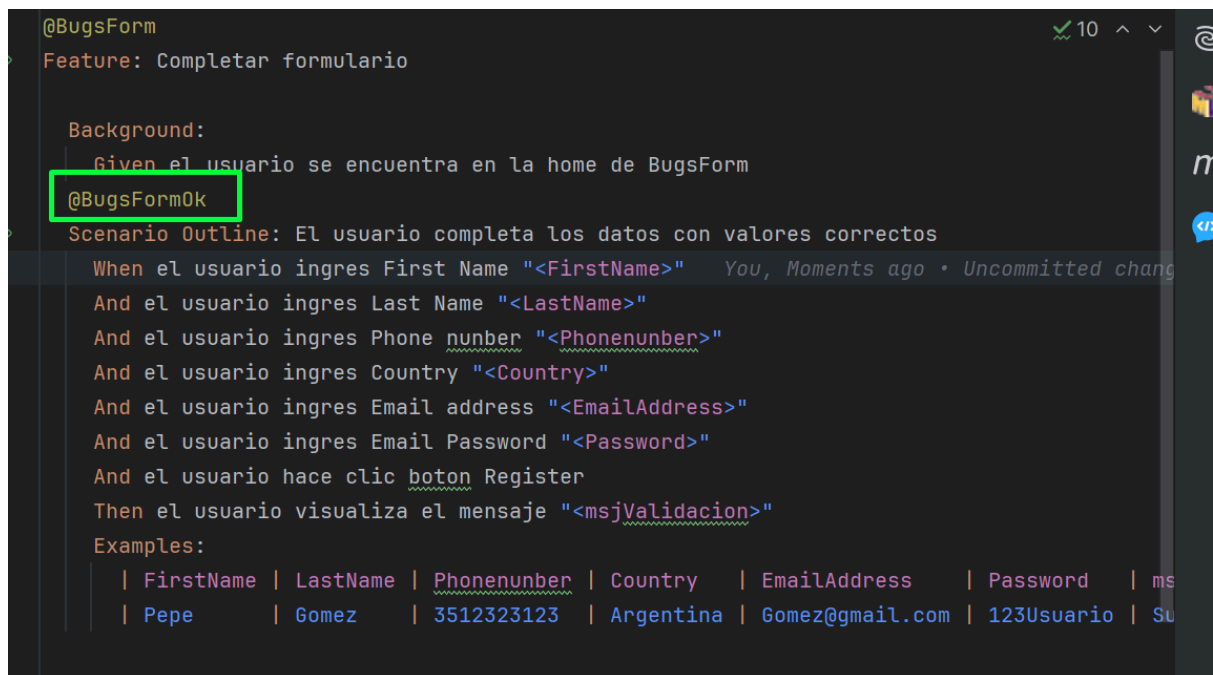 @BugsForm
10
Feature: Completar formulario
Background:
Given el usuario se encuentra en la home de BugsForm
@BugsFormOk
Scenario Outline: El usuario completa los datos con valores correctos
When el usuario ingres First Name "<FirstName>" You, Moments ago • Uncommitted chang
And el usuario ingres Last Name "<LastName>"
And el usuario ingres Phone nunber "<Phonenunber>"
And el usuario ingres Country "<Country>"
And el usuario ingres Email address "<EmailAddress>"
And el usuario ingres Email Password "<Password>"
And el usuario hace clic boton Register
Then el usuario visualiza el mensaje "<msjValidacion>"
Examples:
| FirstName | LastName | Phonenunber | Country | EmailAddress | Password | ms
| Pepe | Gomez | 3512323123 | Argentina | Gomez@gmail.com | 123Usuario | Su